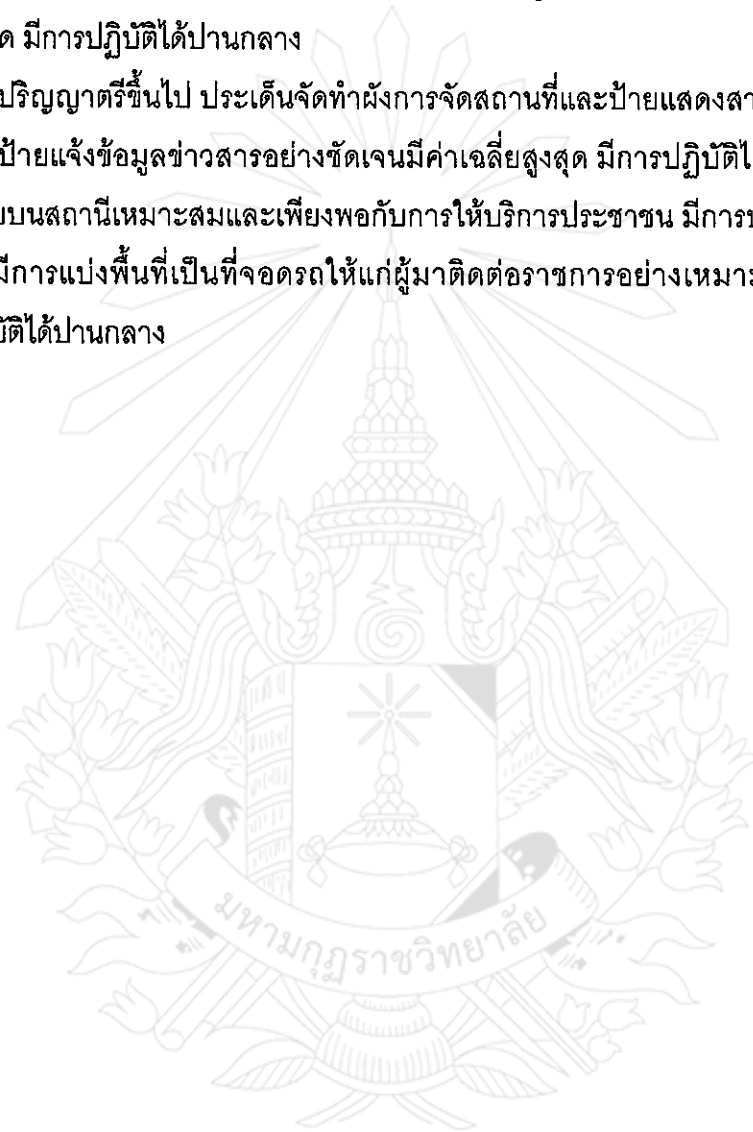 ด มีการปฏิบัติได้ปานกลาง
ปริญญาตรีขึ้นไป ประเด็นจัดทำผังการจัดสถานที่และป้ายแสดงสา
ป้ายแจ้งข้อมูลข่าวสารอย่างชัดเจนมีค่าเฉลี่ยสูงสุด มีการปฏิบัติไ
บนสถานีเหมาะสมและเพียงพอกับการให้บริการประชาชน มีการป
มีการแบ่งพื้นที่เป็นที่จอดรถให้แก่ผู้มาติดต่อราชการอย่างเหมาะ
บัติได้ปานกลาง
มหามกุฏราชวิทยาลัย